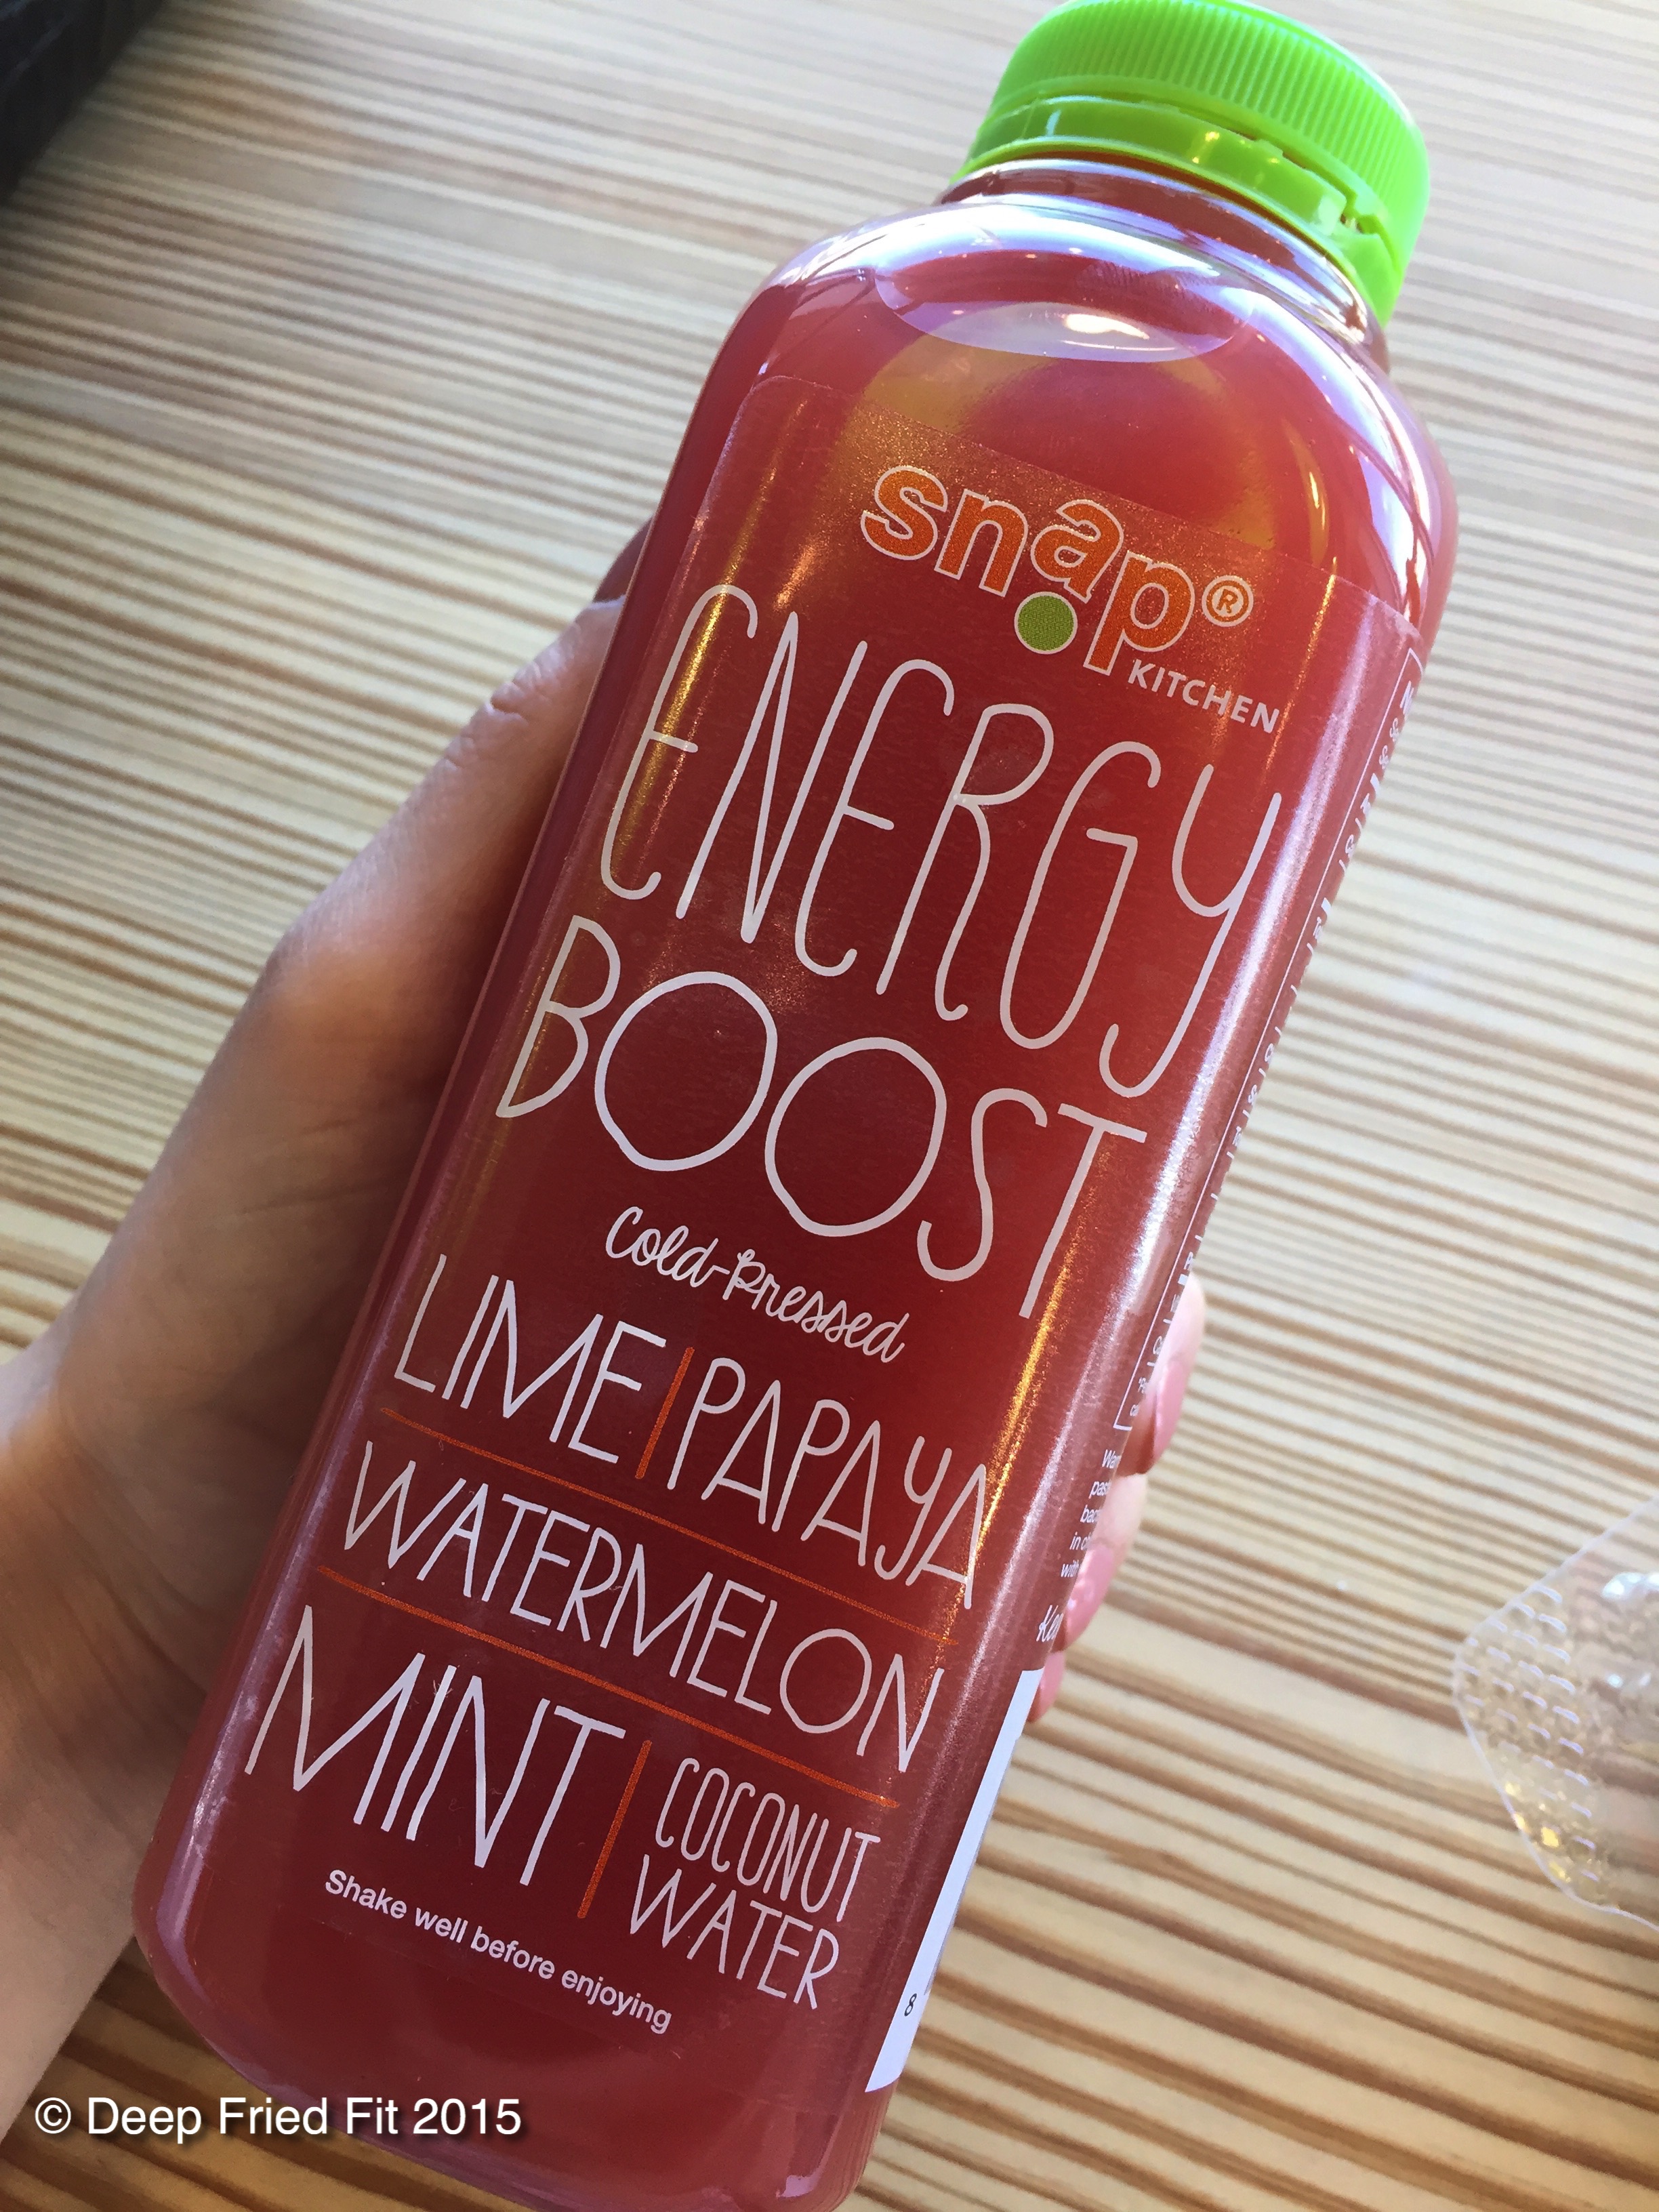 snap®
KITCHEN
ENERGY
BOOST
Cold-Pressed
LIME | PAPAYA
WATERMELON
MINT | COCONUT
WATER
Shake well before enjoying
8
© Deep Fried Fit 2015